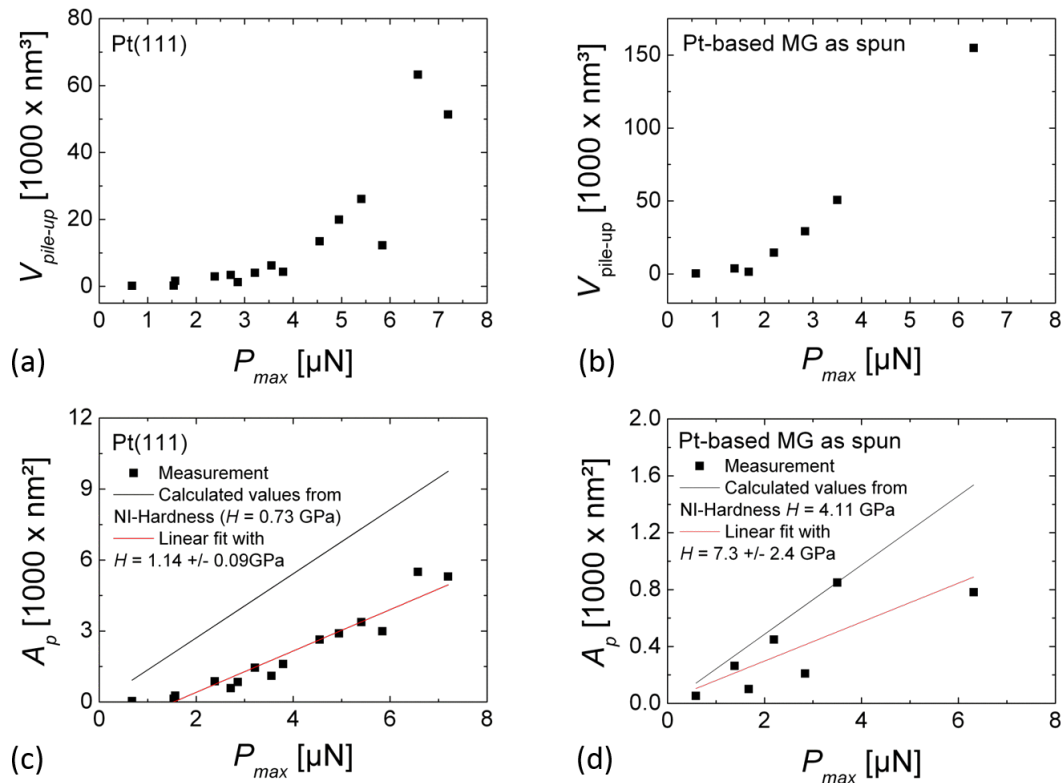 80
60
40
20
0
Pt(111)
V_pile-up [1000 x nm³]
0 1 2 3 4 5 6 7 8
(a)
P_max [µN]
150
100
50
0
Pt-based MG as spun
V_pile-up [1000 x nm³]
0 1 2 3 4 5 6 7 8
(b)
P_max [µN]
12
9
6
3
0
Pt(111)
Measurement
Calculated values from
NI-Hardness (H = 0.73 GPa)
Linear fit with
H = 1.14 +/- 0.09GPa
A_p [1000 x nm²]
0 2 4 6 8
(c)
P_max [µN]
2.0
1.6
1.2
0.8
0.4
0.0
Pt-based MG as spun
Measurement
Calculated values from
NI-Hardness H = 4.11 GPa
Linear fit with
H = 7.3 +/- 2.4 GPa
A_p [1000 x nm²]
0 2 4 6 8
(d)
P_max [µN]